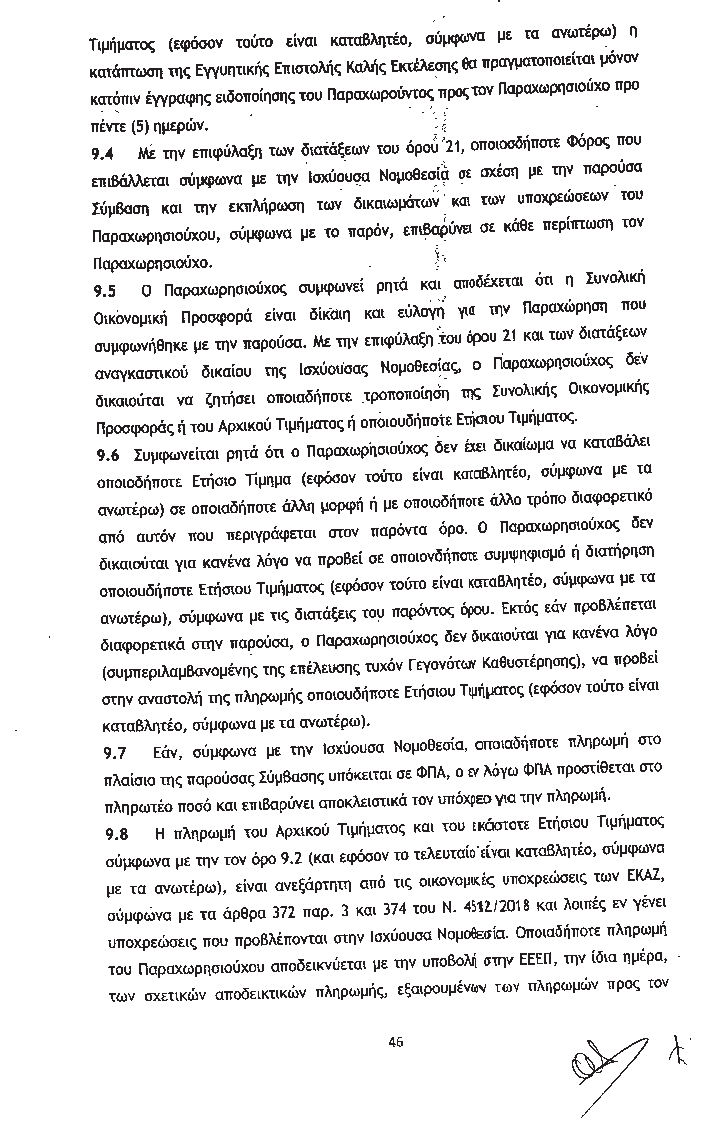 Τιμήματος (εφόσον τούτο είναι καταβλητέο, σύμφωνα με τα ανωτέρω) η
κατάπτωση της Εγγυητικής Επιστολής Καλής Εκτέλεσης θα πραγματοποιείται μόνον
κατόπιν έγγραφης ειδοποίησης του Παραχωρούντος προς τον Παραχωρησιούχο προ
πέντε (5) ημερών.
9.4 Με την επιφύλαξη των διατάξεων του όρου 21, οποιοσδήποτε Φόρος που
επιβάλλεται σύμφωνα με την Ισχύουσα Νομοθεσία σε σχέση με την παρούσα
Σύμβαση και την εκπλήρωση των δικαιωμάτων και των υποχρεώσεων του
Παραχωρησιούχου, σύμφωνα με το παρόν, επιβαρύνει σε κάθε περίπτωση τον
Παραχωρησιούχο.
9.5 Ο Παραχωρησιούχος συμφωνεί ρητά και αποδέχεται ότι η Συνολική
Οικονομική Προσφορά είναι δίκαιη και εύλογη για την Παραχώρηση που
συμφωνήθηκε με την παρούσα. Με την επιφύλαξη του όρου 21 και των διατάξεων
αναγκαστικού δικαίου της Ισχύουσας Νομοθεσίας, ο Παραχωρησιούχος δεν
δικαιούται να ζητήσει οποιαδήποτε τροποποίηση της Συνολικής Οικονομικής
Προσφοράς ή του Αρχικού Τιμήματος ή οποιουδήποτε Ετήσιου Τιμήματος.
9.6 Συμφωνείται ρητά ότι ο Παραχωρησιούχος δεν έχει δικαίωμα να καταβάλει
οποιοδήποτε Ετήσιο Τίμημα (εφόσον τούτο είναι καταβλητέο, σύμφωνα με τα
ανωτέρω) σε οποιαδήποτε άλλη μορφή ή με οποιοδήποτε άλλο τρόπο διαφορετικό
από αυτόν που περιγράφεται στον παρόντα όρο. Ο Παραχωρησιούχος δεν
δικαιούται για κανένα λόγο να προβεί σε οποιονδήποτε συμψηφισμό ή διατήρηση
οποιουδήποτε Ετήσιου Τιμήματος (εφόσον τούτο είναι καταβλητέο, σύμφωνα με τα
ανωτέρω), σύμφωνα με τις διατάξεις του παρόντος όρου. Εκτός εάν προβλέπεται
διαφορετικά στην παρούσα, ο Παραχωρησιούχος δεν δικαιούται για κανένα λόγο
(συμπεριλαμβανομένης της επέλευσης τυχόν Γεγονότων Καθυστέρησης), να προβεί
στην αναστολή της πληρωμής οποιουδήποτε Ετήσιου Τιμήματος (εφόσον τούτο είναι
καταβλητέο, σύμφωνα με τα ανωτέρω).
9.7 Εάν, σύμφωνα με την Ισχύουσα Νομοθεσία, οποιαδήποτε πληρωμή στο
πλαίσιο της παρούσας Σύμβασης υπόκειται σε ΦΠΑ, ο εν λόγω ΦΠΑ προστίθεται στο
πληρωτέο ποσό και επιβαρύνει αποκλειστικά τον υπόχρεο για την πληρωμή.
9.8 Η πληρωμή του Αρχικού Τιμήματος και του εκάστοτε Ετήσιου Τιμήματος
σύμφωνα με την τον όρο 9.2 (και εφόσον το τελευταίο είναι καταβλητέο, σύμφωνα
με τα ανωτέρω), είναι ανεξάρτητη από τις οικονομικές υποχρεώσεις των ΕΚΑΖ,
σύμφωνα με τα άρθρα 372 παρ. 3 και 374 του Ν. 4512/2018 και λοιπές εν γένει
υποχρεώσεις που προβλέπονται στην Ισχύουσα Νομοθεσία. Οποιαδήποτε πληρωμή
του Παραχωρησιούχου αποδεικνύεται με την υποβολή στην ΕΕΕΠ, την ίδια ημέρα,
των σχετικών αποδεικτικών πληρωμής, εξαιρουμένων των πληρωμών προς τον
46